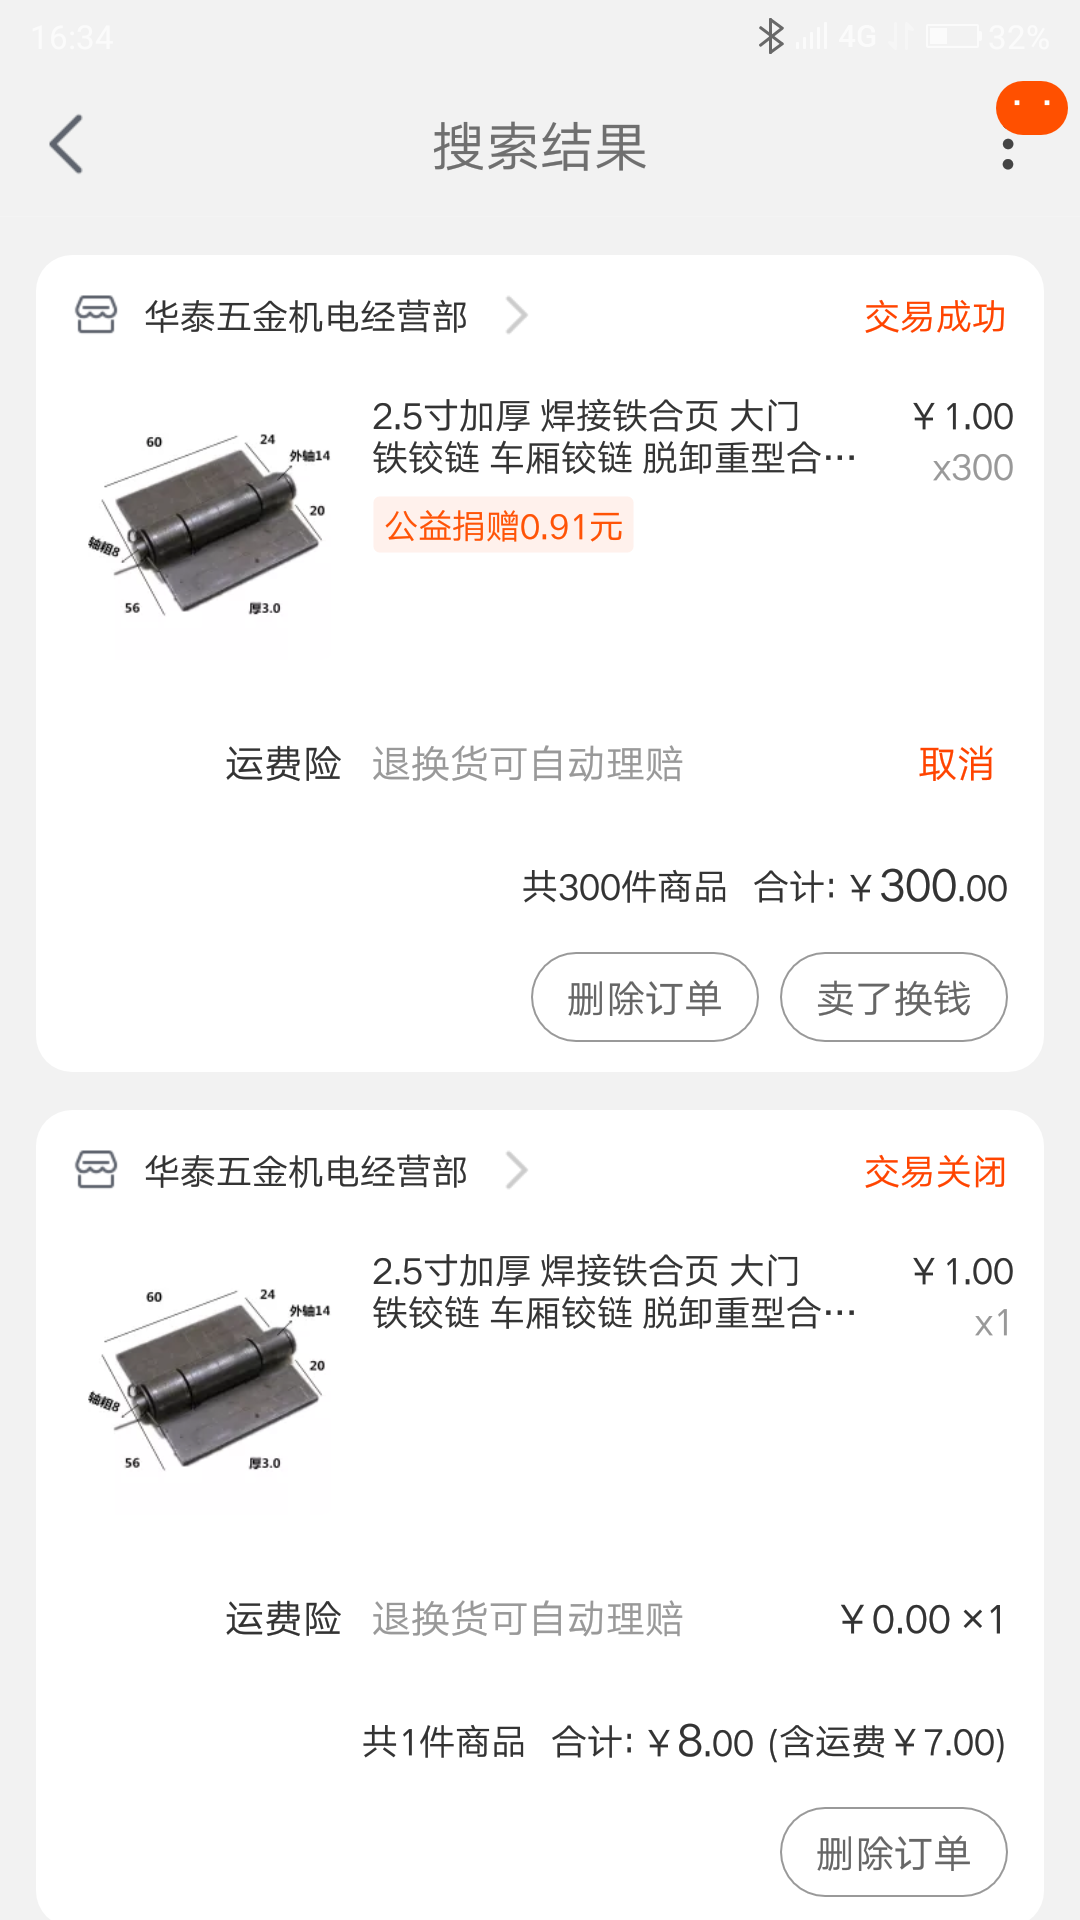 16:34 4G 32%
搜索结果
华泰五金机电经营部 交易成功
2.5寸加厚 焊接铁合页 大门 ￥1.00
铁铰链 车厢铰链 脱卸重型合… x300
公益捐赠0.91元
60
24
外轴14
20
轴粗8
56
厚3.0
运费险 退换货可自动理赔 取消
共300件商品 合计: ￥300.00
删除订单 卖了换钱
华泰五金机电经营部 交易关闭
2.5寸加厚 焊接铁合页 大门 ￥1.00
铁铰链 车厢铰链 脱卸重型合… x1
60
24
外轴14
20
轴粗8
56
厚3.0
运费险 退换货可自动理赔 ￥0.00 ×1
共1件商品 合计: ￥8.00 (含运费￥7.00)
删除订单